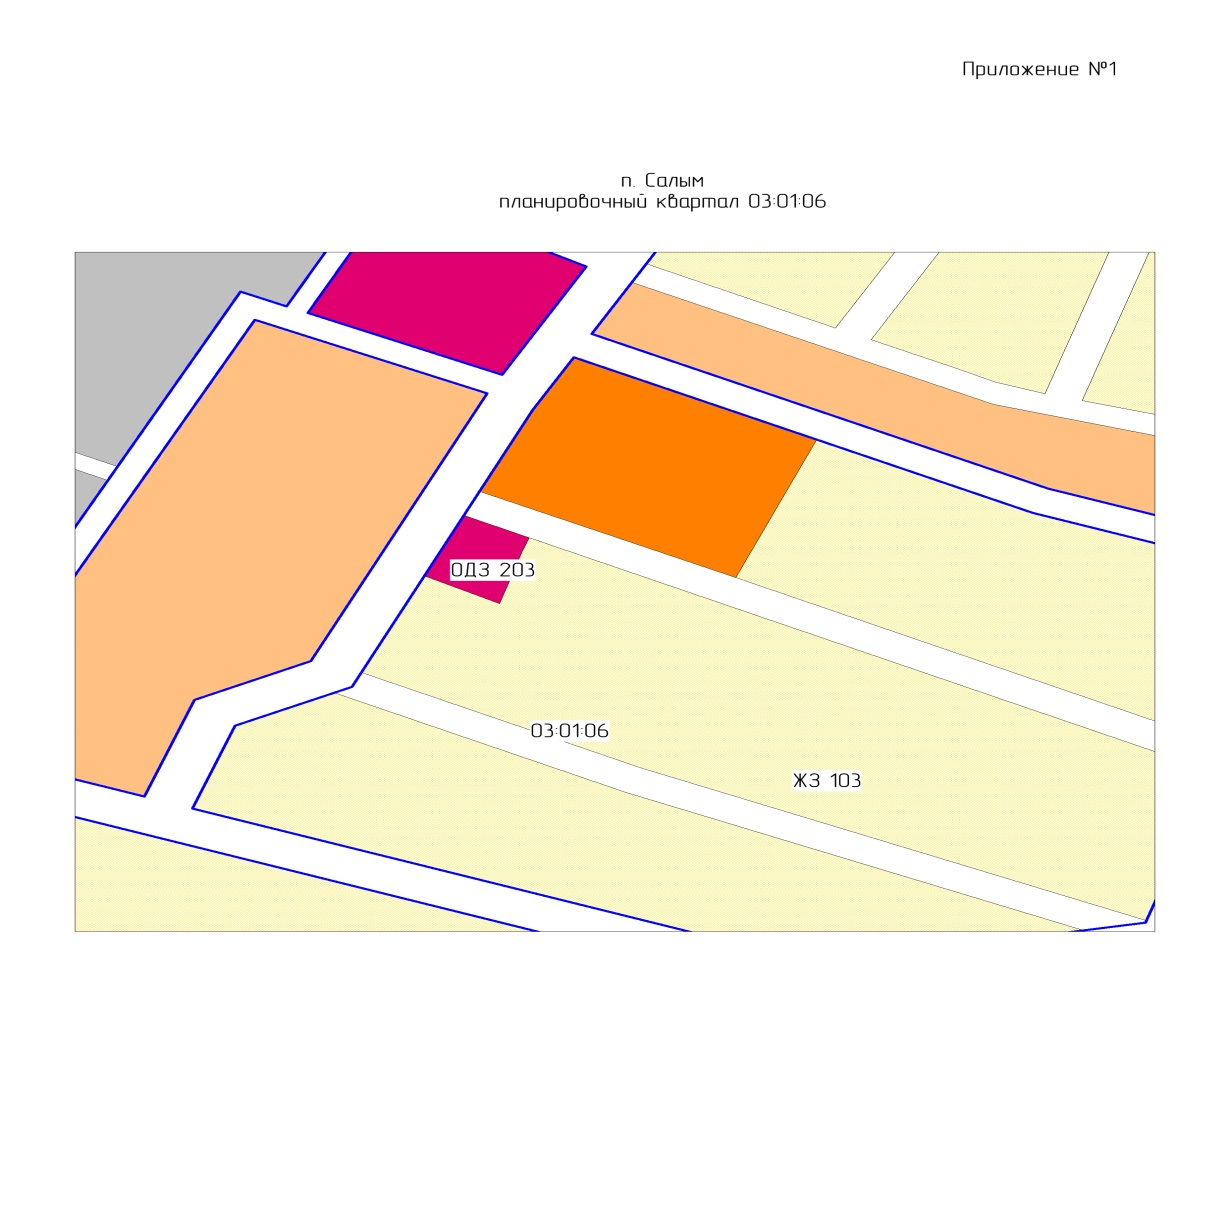 Приложение №1
п. Салым
планировочный квартал 03:01:06
ОДЗ 203
03:01:06
ЖЗ 103